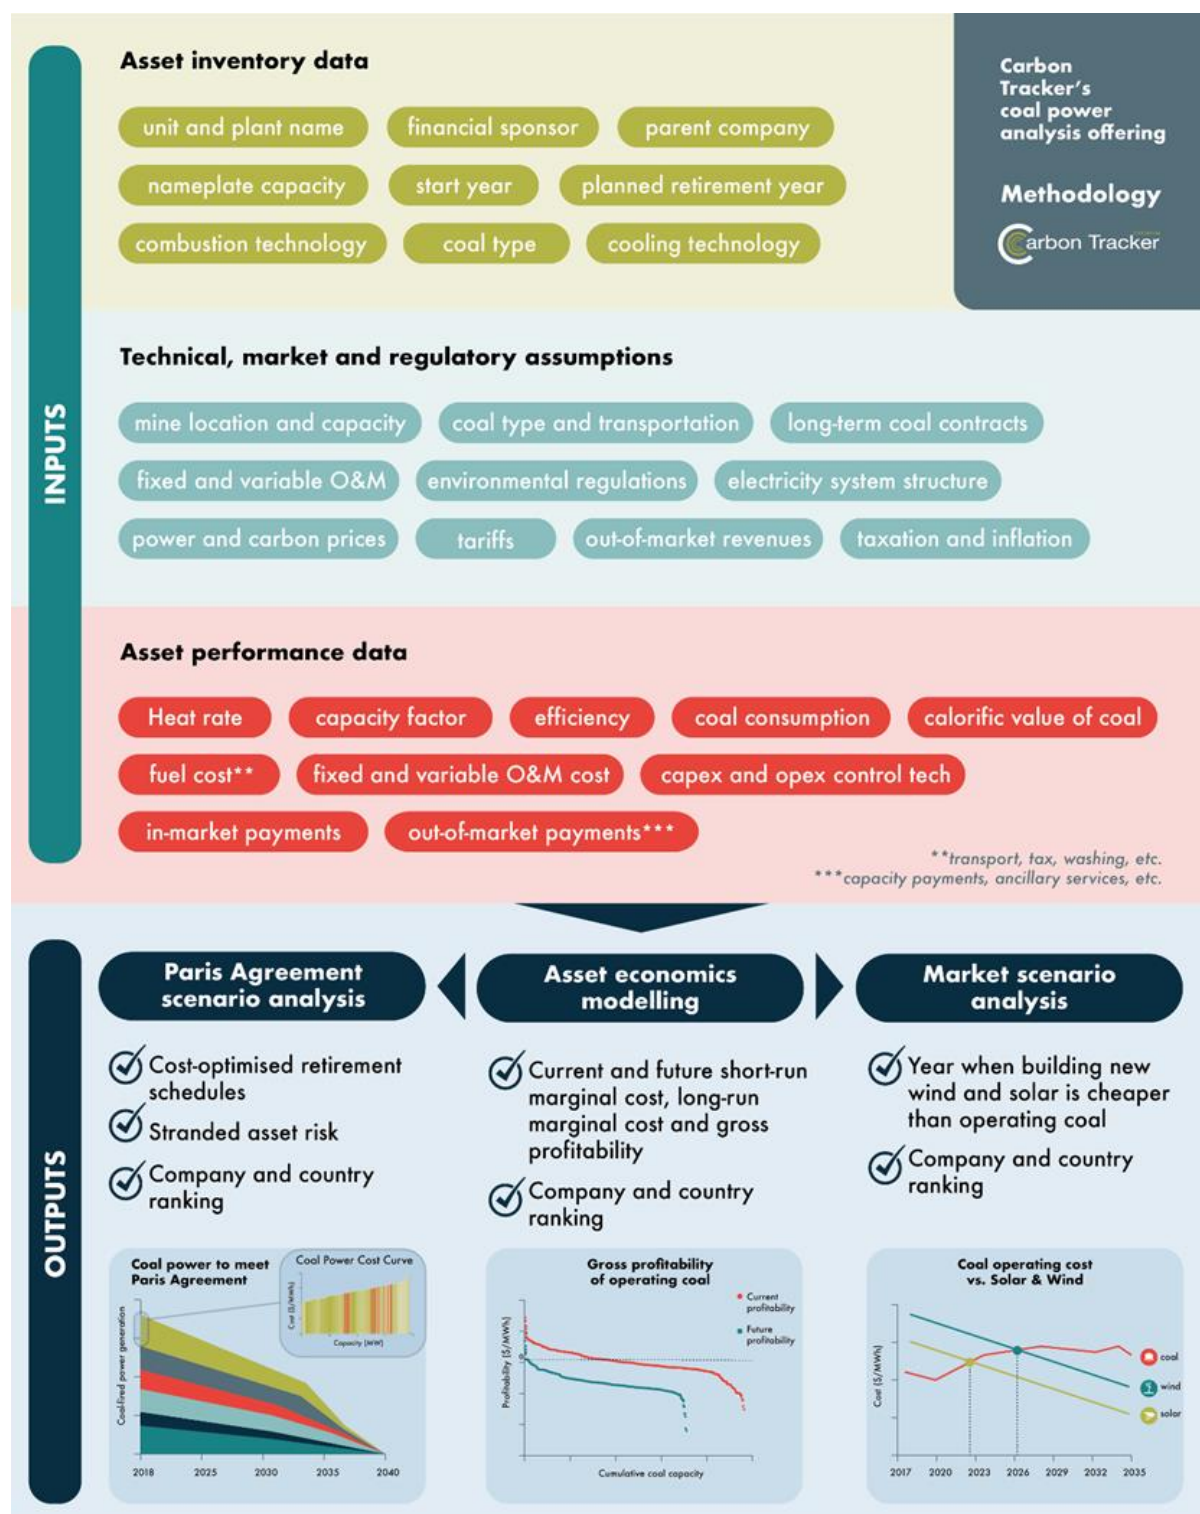 Asset inventory data
unit and plant name
financial sponsor
parent company
nameplate capacity
start year
planned retirement year
combustion technology
coal type
cooling technology
Carbon
Tracker's
coal power
analysis offering
Methodology
Carbon Tracker
INPUTS
Technical, market and regulatory assumptions
mine location and capacity
coal type and transportation
long-term coal contracts
fixed and variable O&M
environmental regulations
electricity system structure
power and carbon prices
tariffs
out-of-market revenues
taxation and inflation
Asset performance data
Heat rate
capacity factor
efficiency
coal consumption
calorific value of coal
fuel cost**
fixed and variable O&M cost
capex and opex control tech
in-market payments
out-of-market payments***
**transport, tax, washing, etc.
***capacity payments, ancillary services, etc.
OUTPUTS
Paris Agreement
scenario analysis
Cost-optimised retirement
schedules
Stranded asset risk
Company and country
ranking
Asset economics
modelling
Current and future short-run
marginal cost, long-run
marginal cost and gross
profitability
Company and country
ranking
Market scenario
analysis
Year when building new
wind and solar is cheaper
than operating coal
Company and country
ranking
Coal power to meet
Paris Agreement
Coal Power Cost Curve
Cost ($/MWh)
Capacity (MW)
Coal-fired power generation
2018 2025 2030 2035 2040
Gross profitability
of operating coal
Current
profitability
Future
profitability
Profitability ($/MWh)
0
Cumulative coal capacity
Coal operating cost
vs. Solar & Wind
Cost ($/MWh)
coal
wind
solar
2017 2020 2023 2026 2029 2032 2035